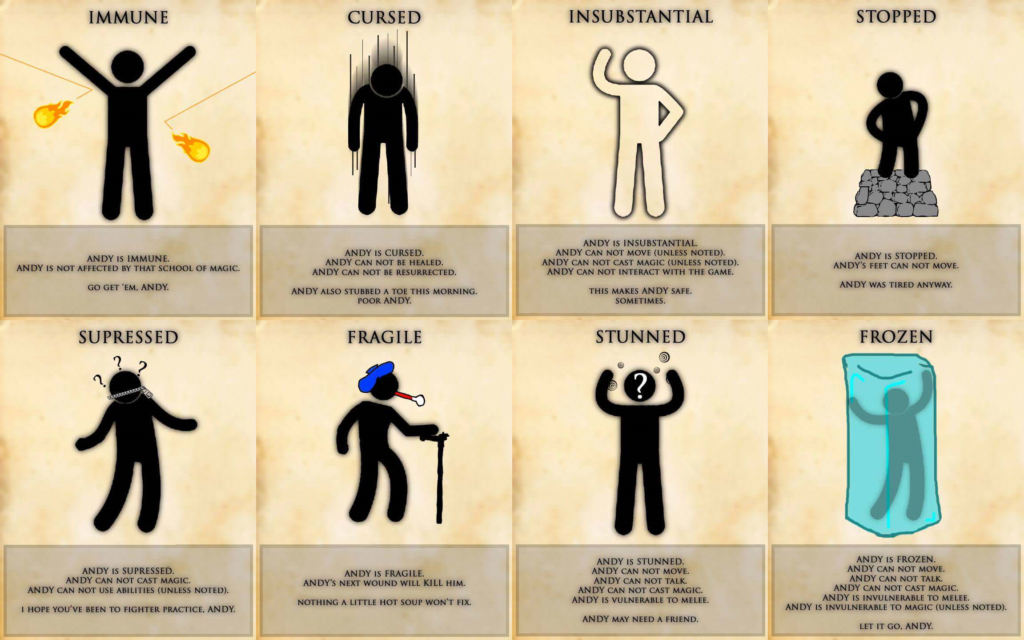 IMMUNE
ANDY IS IMMUNE.
ANDY IS NOT AFFECTED BY THAT SCHOOL OF MAGIC.
GO GET 'EM, ANDY.
CURSED
ANDY IS CURSED.
ANDY CAN NOT BE HEALED.
ANDY CAN NOT BE RESURRECTED.
ANDY ALSO STUBBED A TOE THIS MORNING.
POOR ANDY.
INSUBSTANTIAL
ANDY IS INSUBSTANTIAL.
ANDY CAN NOT MOVE (UNLESS NOTED).
ANDY CAN NOT CAST MAGIC (UNLESS NOTED).
ANDY CAN NOT INTERACT WITH THE GAME.
THIS MAKES ANDY SAFE.
SOMETIMES.
STOPPED
ANDY IS STOPPED.
ANDY'S FEET CAN NOT MOVE.
ANDY WAS TIRED ANYWAY.
SUPRESSED
? ? ?
ANDY IS SUPRESSED.
ANDY CAN NOT CAST MAGIC.
ANDY CAN NOT USE ABILITIES (UNLESS NOTED).
I HOPE YOU'VE BEEN TO FIGHTER PRACTICE, ANDY.
FRAGILE
ANDY IS FRAGILE.
ANDY'S NEXT WOUND WILL KILL HIM.
NOTHING A LITTLE HOT SOUP WON'T FIX.
STUNNED
?
ANDY IS STUNNED.
ANDY CAN NOT MOVE.
ANDY CAN NOT TALK.
ANDY CAN NOT CAST MAGIC.
ANDY IS VULNERABLE TO MELEE.
ANDY MAY NEED A FRIEND.
FROZEN
ANDY IS FROZEN.
ANDY CAN NOT MOVE.
ANDY CAN NOT TALK.
ANDY CAN NOT CAST MAGIC.
ANDY IS INVULNERABLE TO MELEE.
ANDY IS INVULNERABLE TO MAGIC (UNLESS NOTED).
LET IT GO, ANDY.